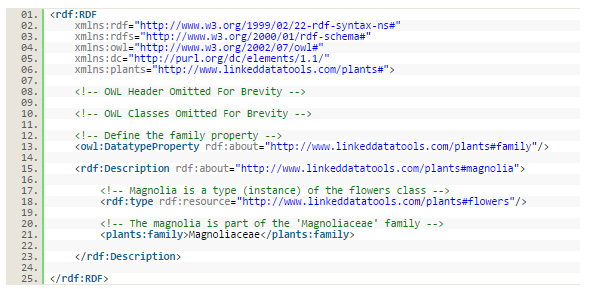 01. <rdf:RDF
02. xmlns:rdf="http://www.w3.org/1999/02/22-rdf-syntax-ns#"
03. xmlns:rdfs="http://www.w3.org/2000/01/rdf-schema#"
04. xmlns:owl="http://www.w3.org/2002/07/owl#"
05. xmlns:dc="http://purl.org/dc/elements/1.1/"
06. xmlns:plants="http://www.linkeddatatools.com/plants#">
07.
08. <!-- OWL Header Omitted For Brevity -->
09.
10. <!-- OWL Classes Omitted For Brevity -->
11.
12. <!-- Define the family property -->
13. <owl:DatatypeProperty rdf:about="http://www.linkeddatatools.com/plants#family"/>
14.
15. <rdf:Description rdf:about="http://www.linkeddatatools.com/plants#magnolia">
16.
17. <!-- Magnolia is a type (instance) of the flowers class -->
18. <rdf:type rdf:resource="http://www.linkeddatatools.com/plants#flowers"/>
19.
20. <!-- The magnolia is part of the 'Magnoliaceae' family -->
21. <plants:family>Magnoliaceae</plants:family>
22.
23. </rdf:Description>
24.
25. </rdf:RDF>